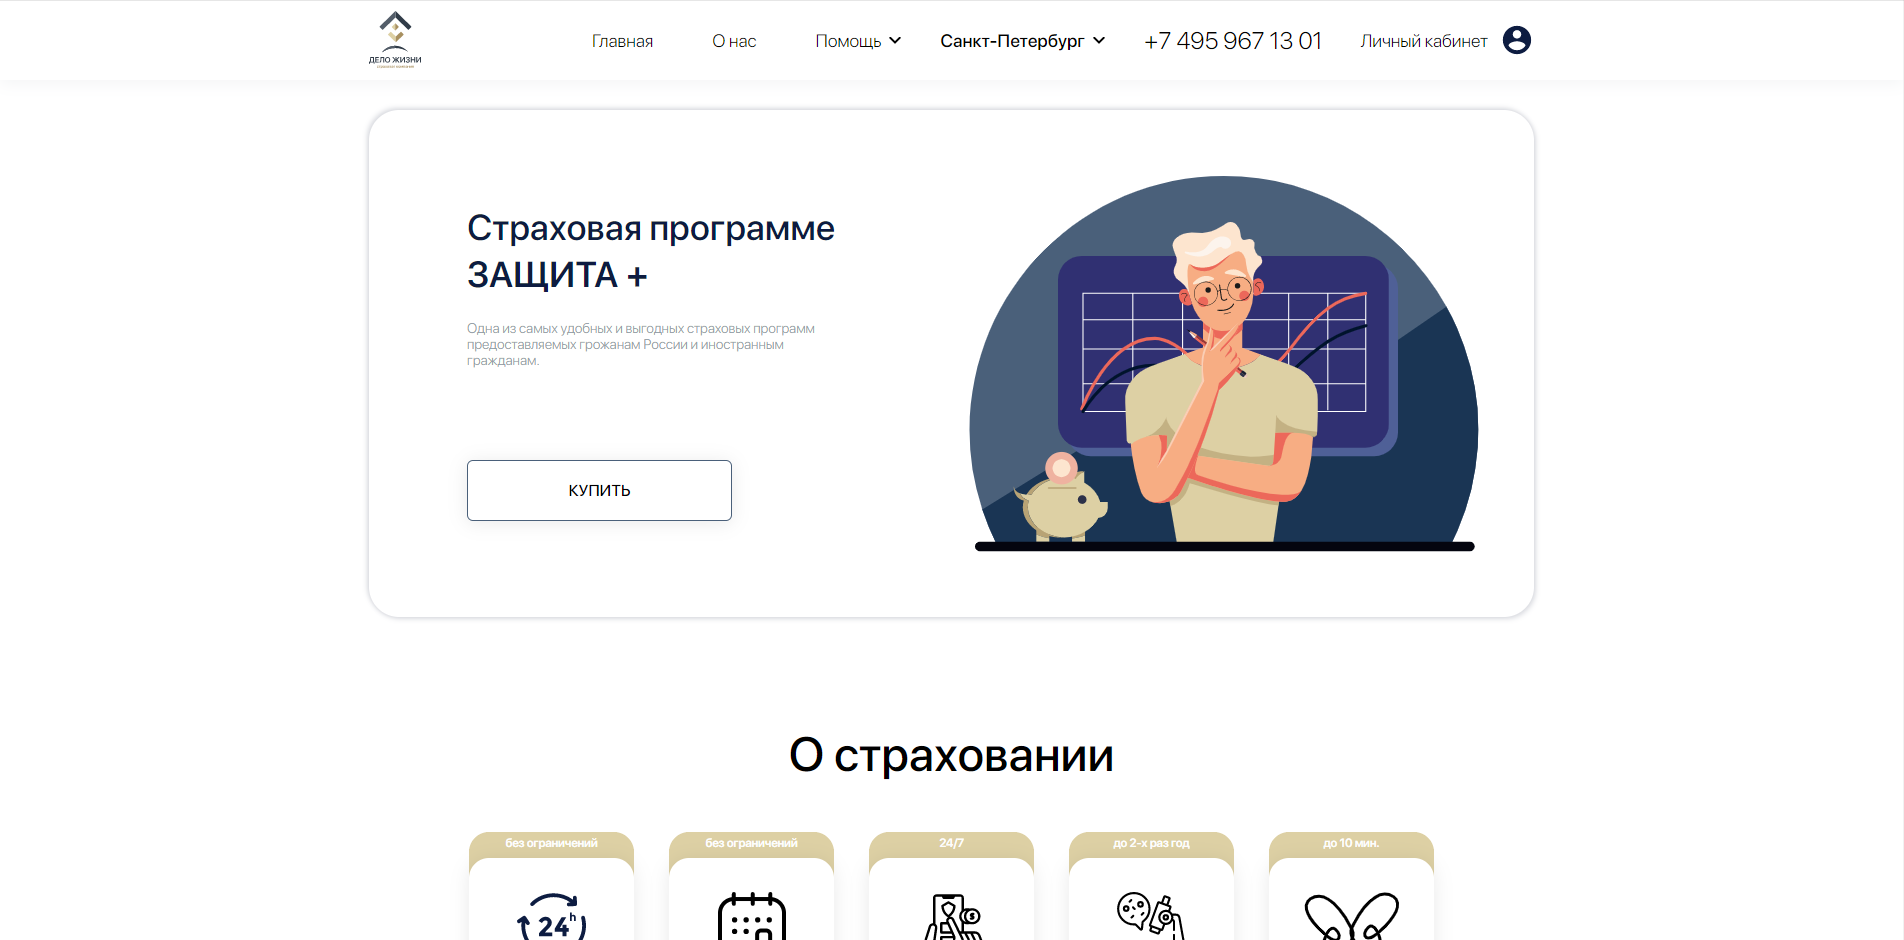 ДЕЛО ЖИЗНИ
Главная
О нас
Помощь
Санкт-Петербург
+7 495 967 13 01
Личный кабинет
Страховая программе
ЗАЩИТА +
Одна из самых удобных и выгодных страховых программ
предоставляемых грожанам России и иностранным
гражданам.
КУПИТЬ
О страховании
без ограничений
без ограничений
24/7
до 2-х раз год
до 10 мин.
24h